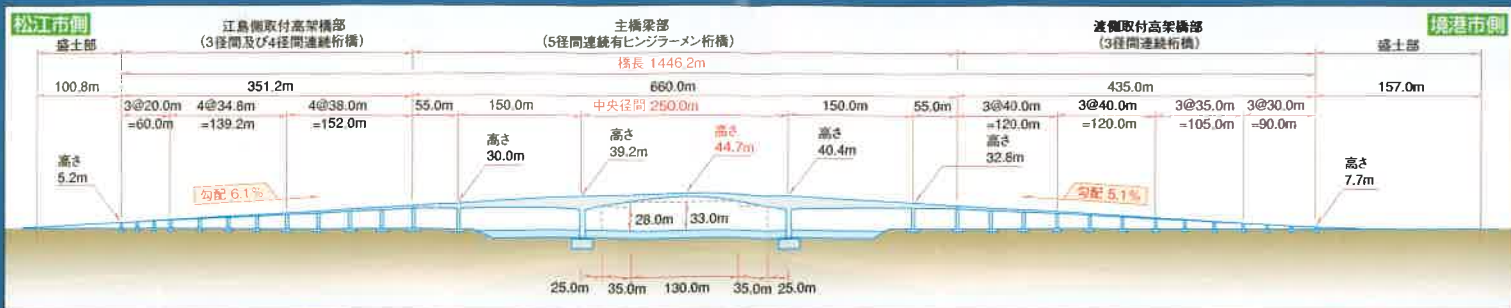 松江市側
境港市側
盛土部
江島側取付高架橋部
(3径間及び4径間連続桁橋)
主橋梁部
(5径間連続有ヒンジラーメン桁橋)
渡側取付高架橋部
(3径間連続桁橋)
盛土部
橋長 1446.2m
100.8m
351.2m
660.0m
435.0m
157.0m
3@20.0m
=60.0m
4@34.8m
=139.2m
4@38.0m
=152.0m
55.0m
150.0m
中央径間 250.0m
150.0m
55.0m
3@40.0m
=120.0m
3@40.0m
=120.0m
3@35.0m
=105.0m
3@30.0m
=90.0m
高さ
5.2m
高さ
30.0m
高さ
39.2m
高さ
44.7m
高さ
40.4m
高さ
32.8m
高さ
7.7m
勾配 6.1%
勾配 5.1%
28.0m
33.0m
25.0m
35.0m
130.0m
35.0m
25.0m